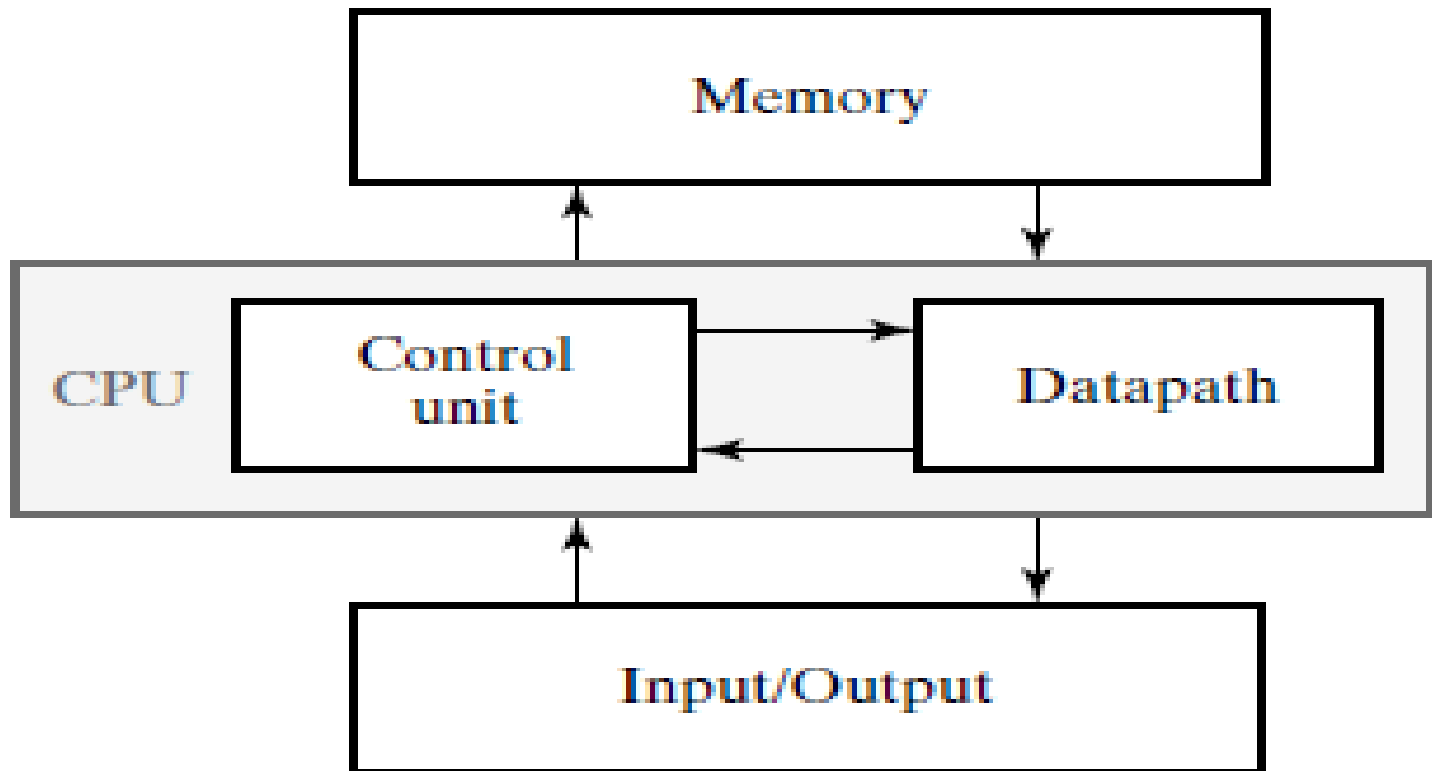 Memory
CPU
Control
unit
Datapath
Input/Output